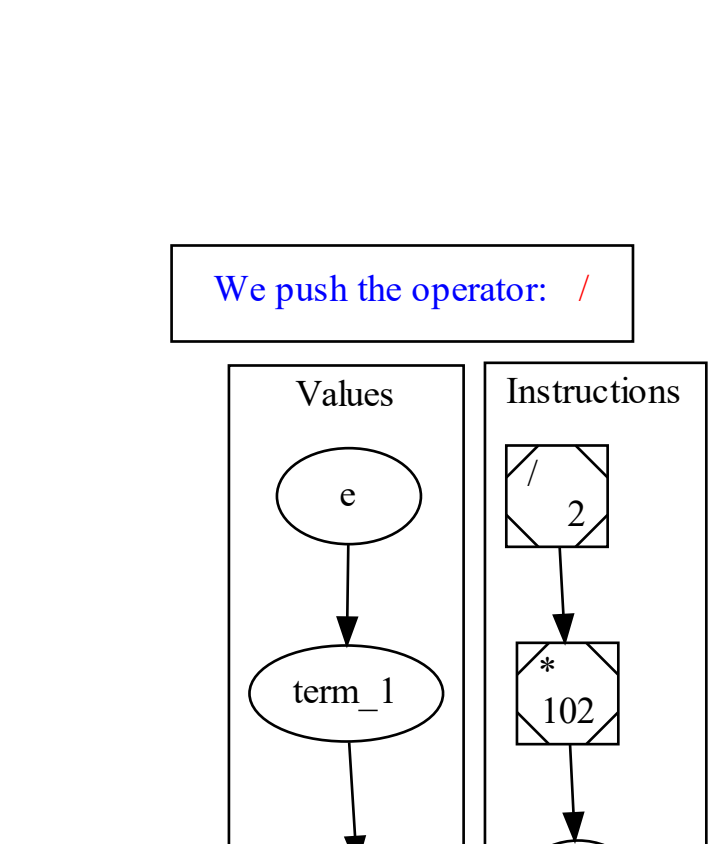 We push the operator: /
Values
Instructions
e
/
2
term_1
*
102